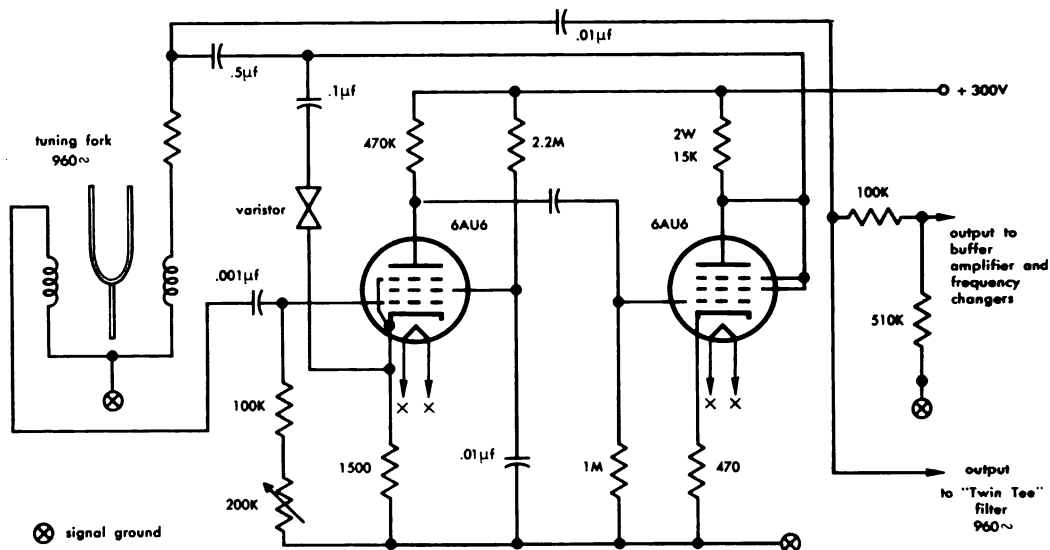 .01μf
.5μf
.1μf
+ 300V
tuning fork
960~
470K
2.2M
2W
15K
varistor
6AU6
6AU6
100K
output to
buffer
amplifier and
frequency
changers
.001μf
510K
100K
1500
.01μf
1M
470
200K
output
to "Twin Tee"
filter
960~
signal ground